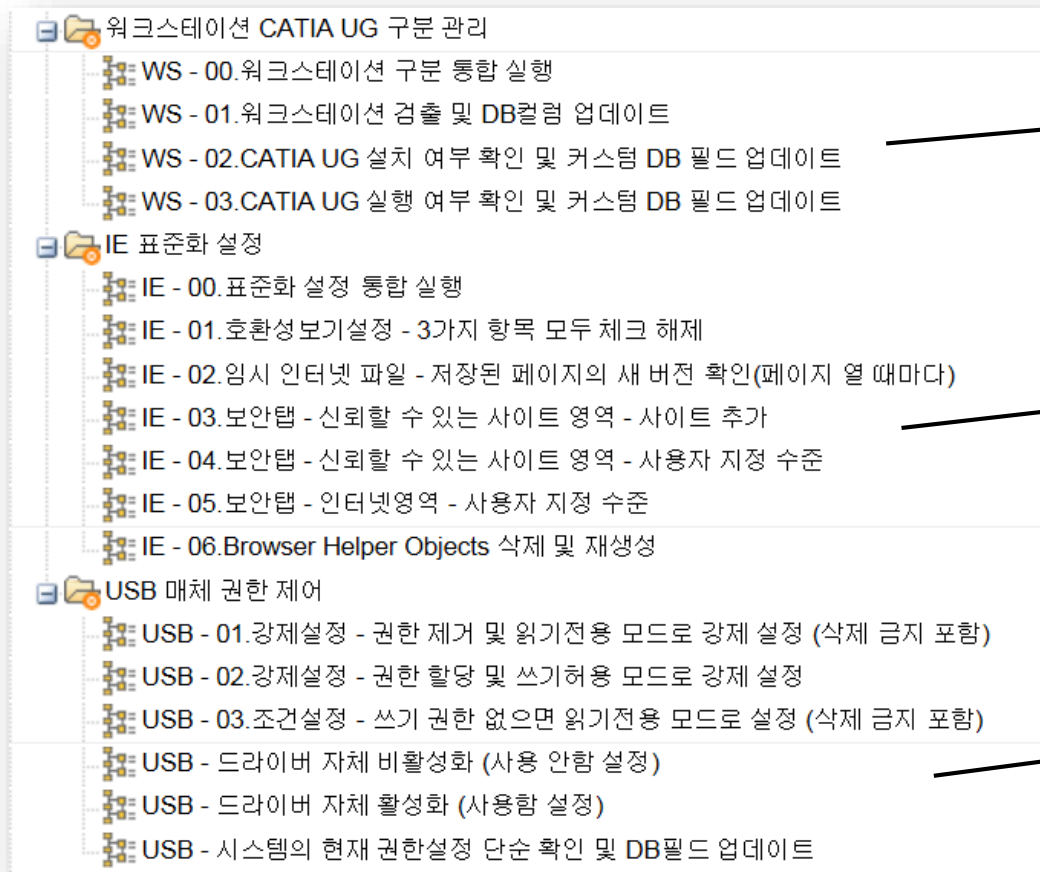 워크스테이션 CATIA UG 구분 관리
WS - 00.워크스테이션 구분 통합 실행
WS - 01.워크스테이션 검출 및 DB컬럼 업데이트
WS - 02.CATIA UG 설치 여부 확인 및 커스텀 DB 필드 업데이트
WS - 03.CATIA UG 실행 여부 확인 및 커스텀 DB 필드 업데이트
IE 표준화 설정
IE - 00.표준화 설정 통합 실행
IE - 01.호환성보기설정 - 3가지 항목 모두 체크 해제
IE - 02.임시 인터넷 파일 - 저장된 페이지의 새 버전 확인(페이지 열 때마다)
IE - 03.보안탭 - 신뢰할 수 있는 사이트 영역 - 사이트 추가
IE - 04.보안탭 - 신뢰할 수 있는 사이트 영역 - 사용자 지정 수준
IE - 05.보안탭 - 인터넷영역 - 사용자 지정 수준
IE - 06.Browser Helper Objects 삭제 및 재생성
USB 매체 권한 제어
USB - 01.강제설정 - 권한 제거 및 읽기전용 모드로 강제 설정 (삭제 금지 포함)
USB - 02.강제설정 - 권한 할당 및 쓰기허용 모드로 강제 설정
USB - 03.조건설정 - 쓰기 권한 없으면 읽기전용 모드로 설정 (삭제 금지 포함)
USB - 드라이버 자체 비활성화 (사용 안함 설정)
USB - 드라이버 자체 활성화 (사용함 설정)
USB - 시스템의 현재 권한설정 단순 확인 및 DB필드 업데이트